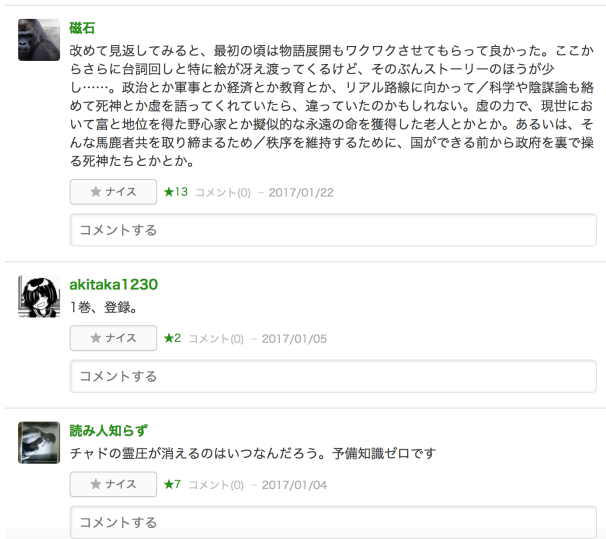 磁石
改めて見返してみると、最初の頃は物語展開もワクワクさせてもらって良かった。ここか
らさらに台詞回しと特に絵が冴え渡ってくるけど、そのぶんストーリーのほうが少
し……。政治とか軍事とか経済とか教育とか、リアル路線に向かって／科学や陰謀論も絡
めて死神とか虚を語ってくれていたら、違っていたのかもしれない。虚の力で、現世にお
いて富と地位を得た野心家とか擬似的な永遠の命を獲得した老人とかとか。あるいは、そ
んな馬鹿者共を取り締まるため／秩序を維持するために、国ができる前から政府を裏で操
る死神たちとかとか。
★ ナイス ★13 コメント(0) − 2017/01/22
コメントする
akitaka1230
1巻、登録。
★ ナイス ★2 コメント(0) − 2017/01/05
コメントする
読み人知らず
チャドの霊圧が消えるのはいつなんだろう。予備知識ゼロです
★ ナイス ★7 コメント(0) − 2017/01/04
コメントする